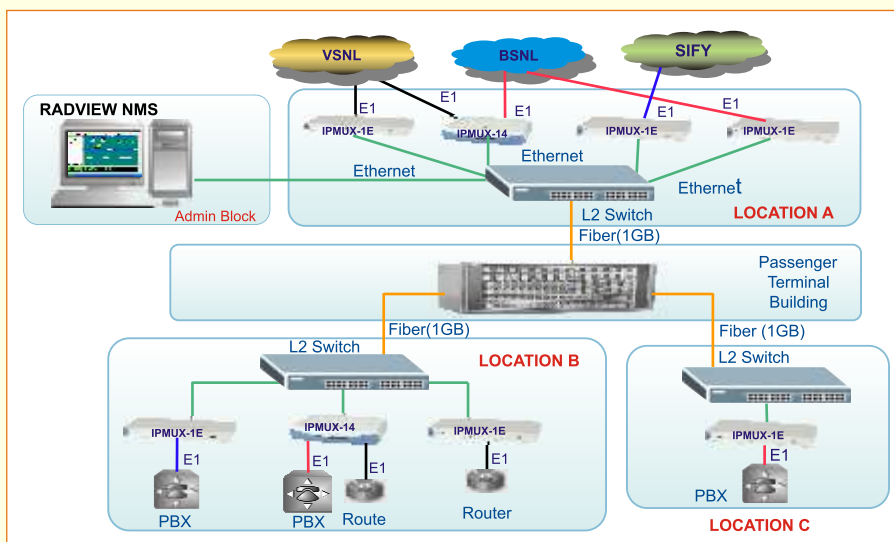 VSNL
BSNL
SIFY
E1
E1
E1
E1
E1
RADVIEW NMS
IPMUX-1E
IPMUX-14
IPMUX-1E
IPMUX-1E
Ethernet
Ethernet
Ethernet
Admin Block
L2 Switch
LOCATION A
Fiber(1GB)
Passenger
Terminal
Building
Fiber(1GB)
Fiber (1GB)
L2 Switch
LOCATION B
L2 Switch
IPMUX-1E
IPMUX-14
IPMUX-1E
IPMUX-1E
E1
E1
E1
E1
E1
PBX
PBX
Route
Router
PBX
LOCATION C